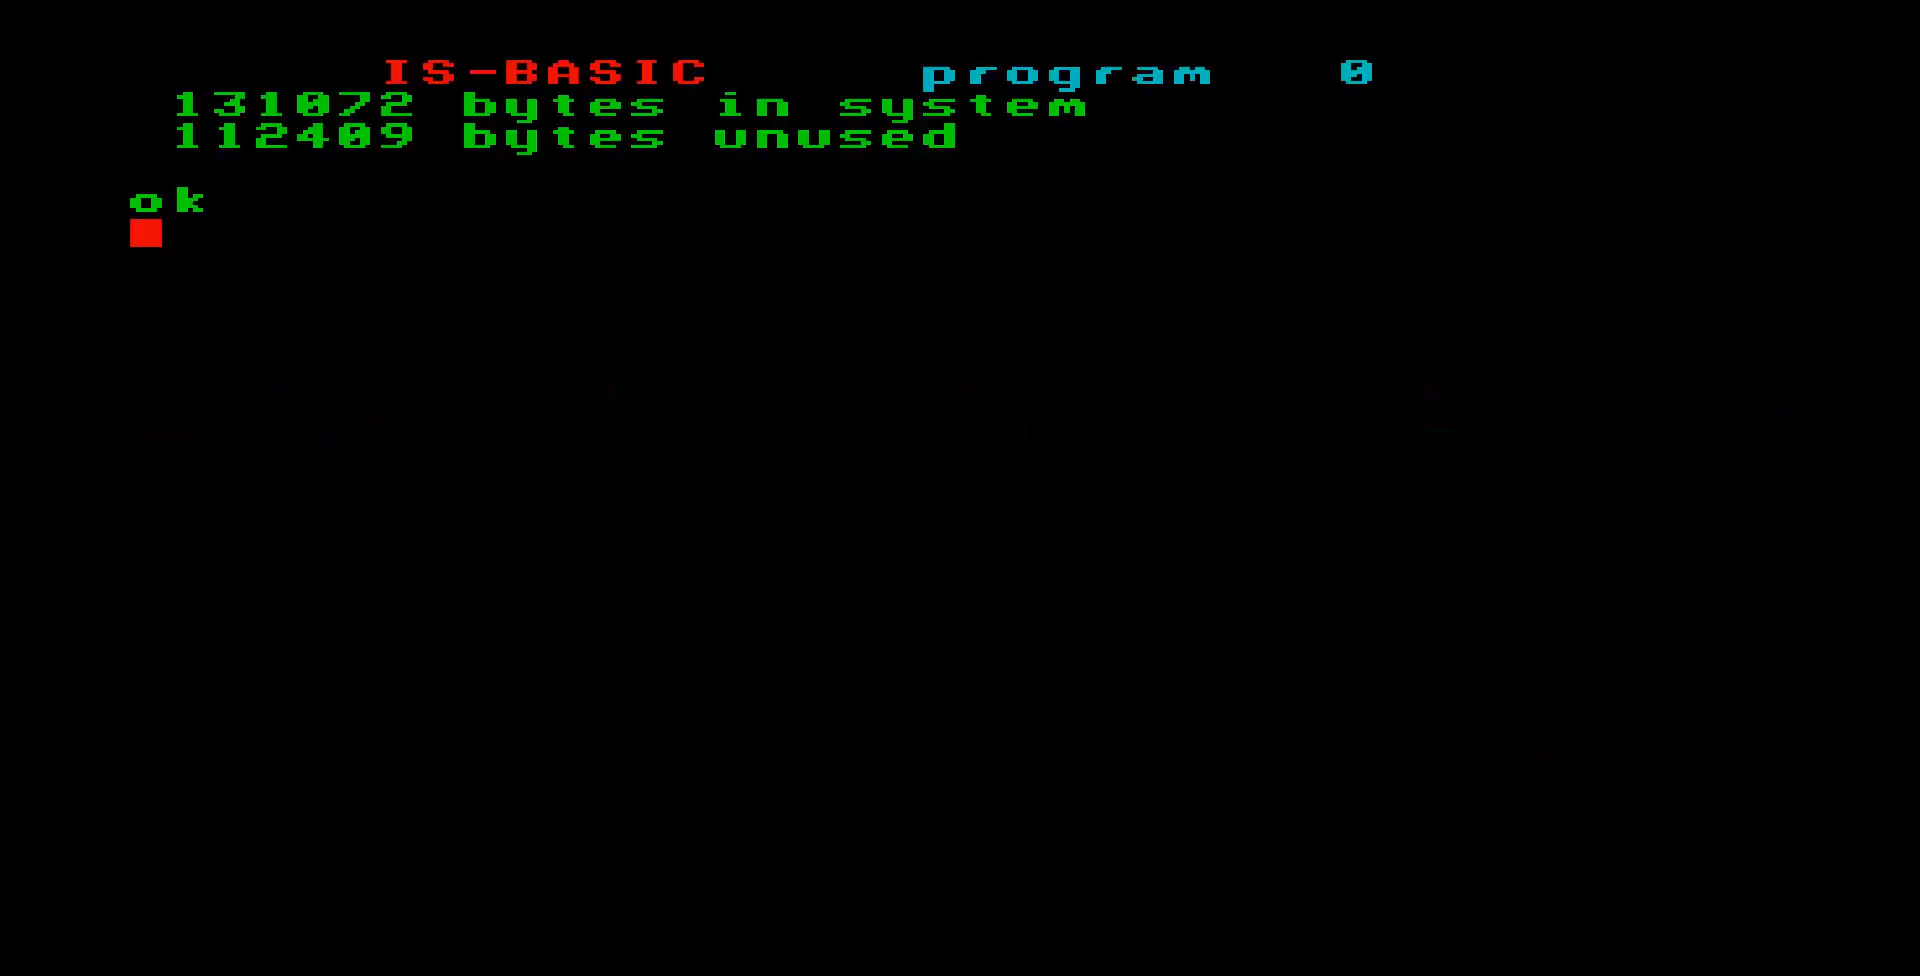 IS-BASIC program 0
131072 bytes in system
112409 bytes unused
ok